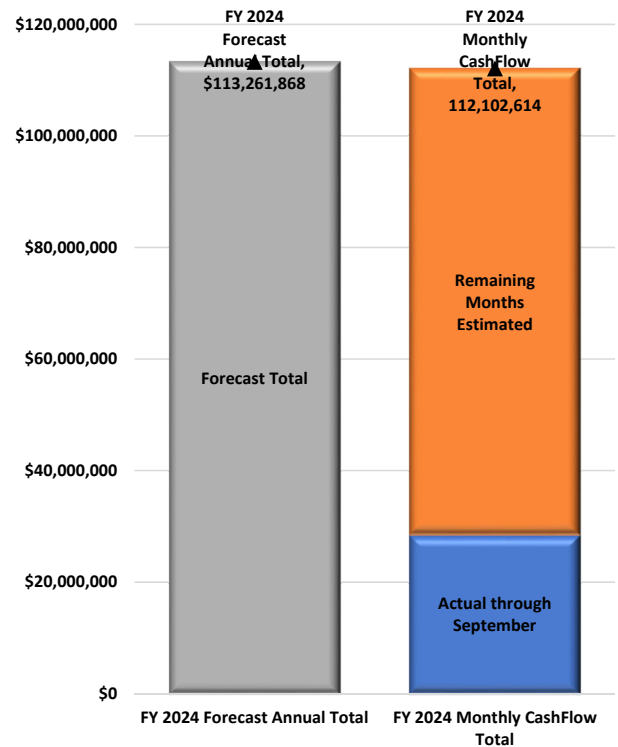 $120,000,000
$100,000,000
$80,000,000
$60,000,000
$40,000,000
$20,000,000
$0
FY 2024
Forecast
Annual Total,
$113,261,868
FY 2024
Monthly
CashFlow
Total,
112,102,614
Forecast Total
Remaining
Months
Estimated
Actual through
September
FY 2024 Forecast Annual Total
FY 2024 Monthly CashFlow
Total